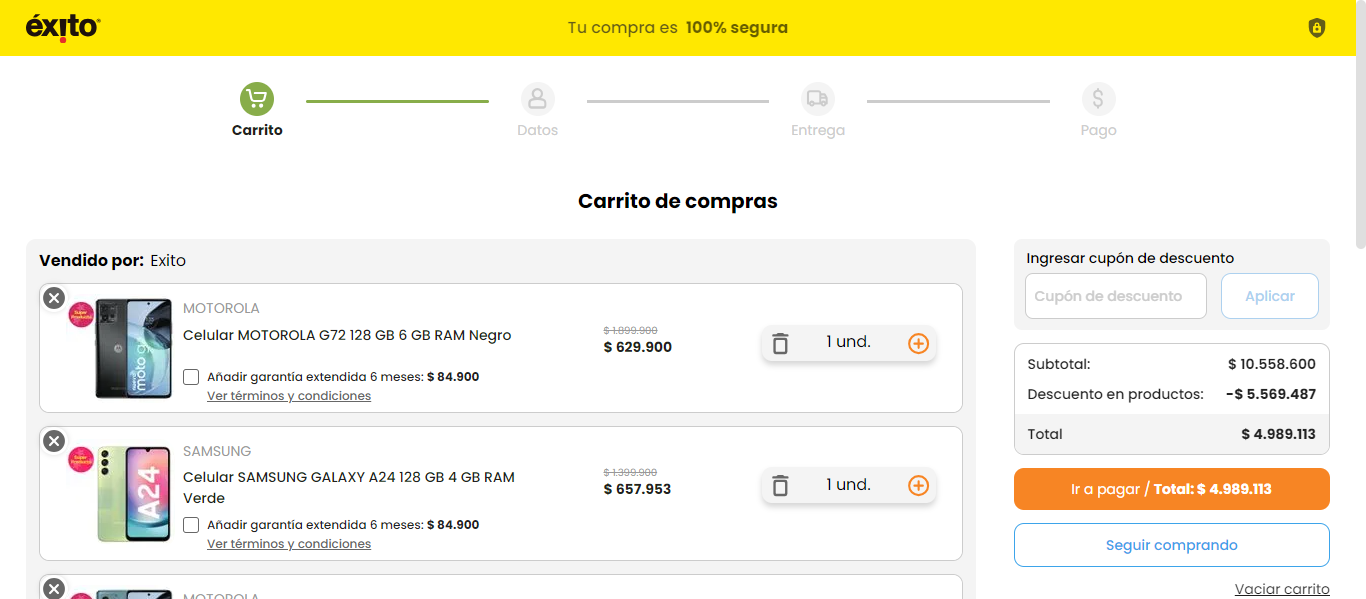 éxito
Tu compra es 100% segura
Carrito
Datos
Entrega
Pago
Carrito de compras
Vendido por: Exito
MOTOROLA
Celular MOTOROLA G72 128 GB 6 GB RAM Negro
$ 1.899.900
$ 629.900
1 und.
Añadir garantía extendida 6 meses: $ 84.900
Ver términos y condiciones
SAMSUNG
Celular SAMSUNG GALAXY A24 128 GB 4 GB RAM
Verde
$ 1.399.900
$ 657.953
1 und.
A24
Añadir garantía extendida 6 meses: $ 84.900
Ver términos y condiciones
MOTOROLA
Ingresar cupón de descuento
Cupón de descuento
Aplicar
Subtotal: $ 10.558.600
Descuento en productos: -$ 5.569.487
Total $ 4.989.113
Ir a pagar / Total: $ 4.989.113
Seguir comprando
Vaciar carrito